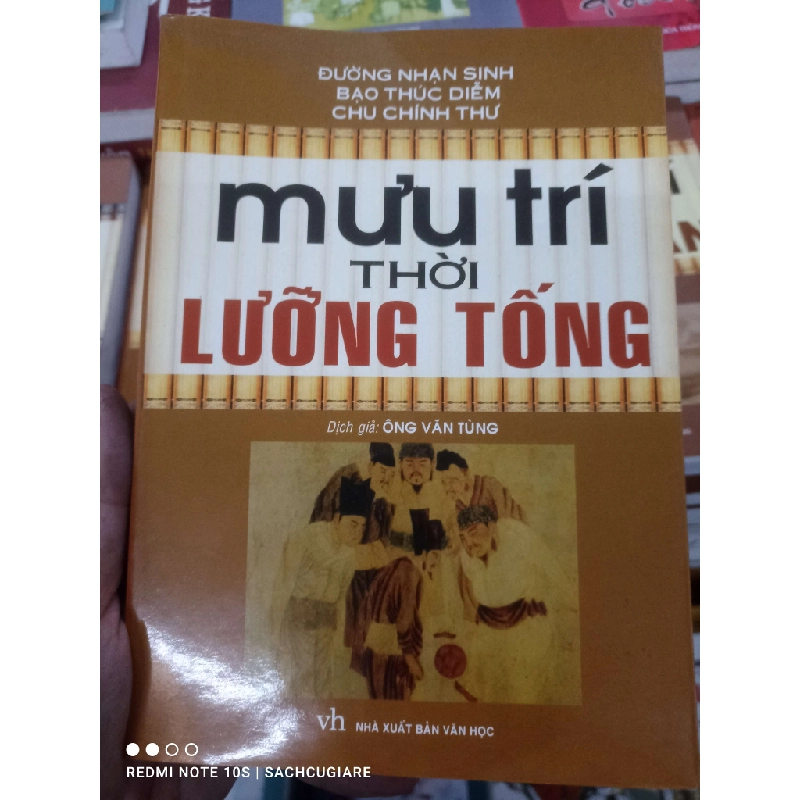 ĐƯỜNG NHẠN SINH
BẠO THÚC DIỄM
CHU CHÍNH THƯ
mưu trí
THỜI
LƯỠNG TỐNG
Dịch giả: ÔNG VĂN TÙNG
vh NHÀ XUẤT BẢN VĂN HỌC
REDMI NOTE 10S | SACHCUGIARE